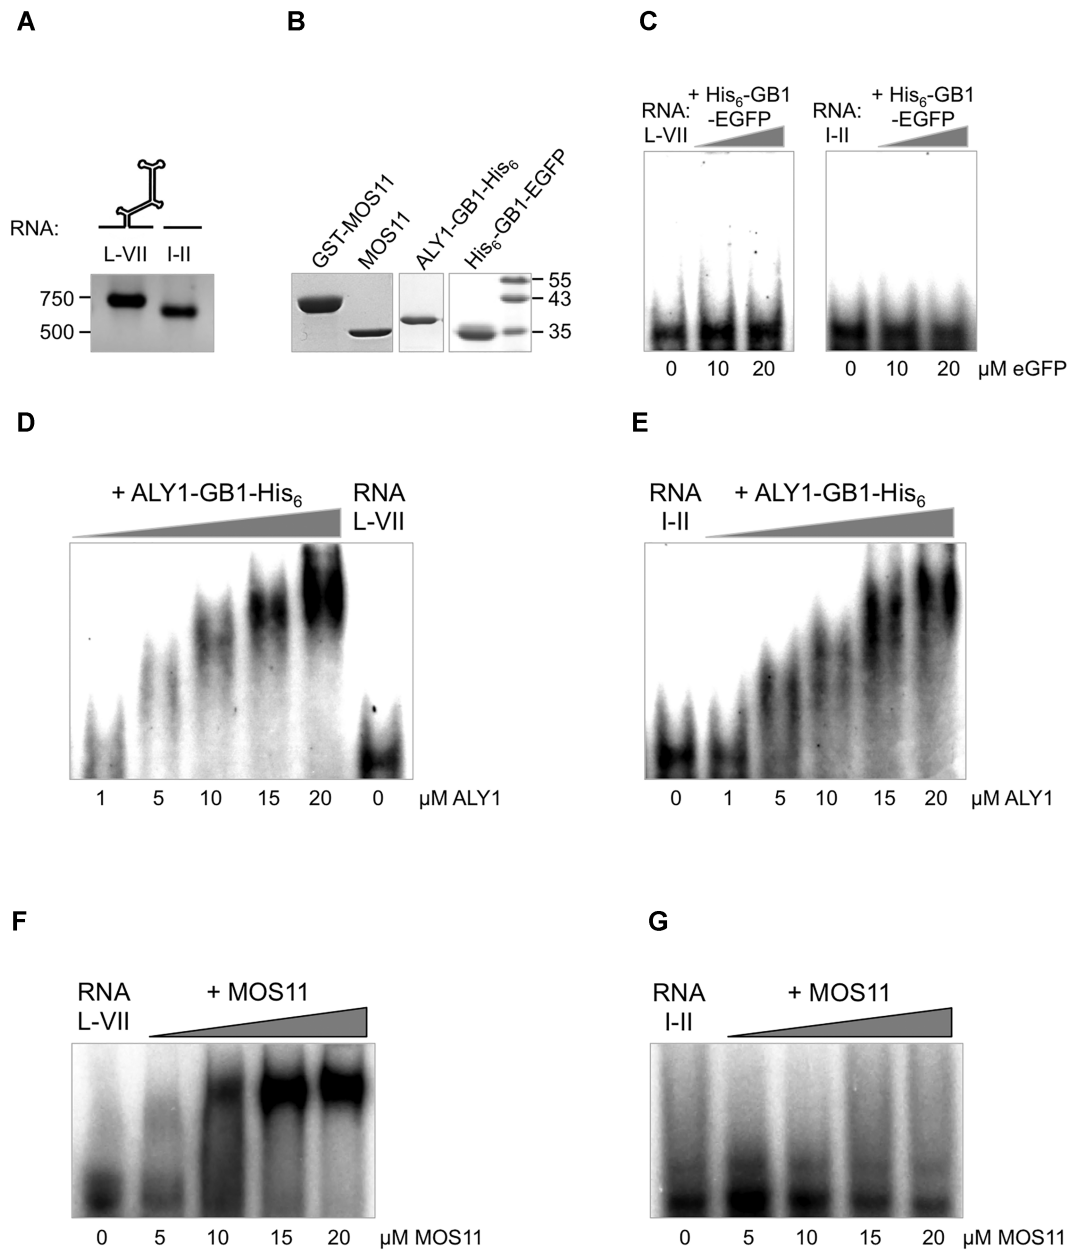 A
RNA:
L-VII I-II
750
500
B
GST-MOS11
MOS11
ALY1-GB1-His6
His6-GB1-EGFP
55
43
35
C
RNA:
L-VII
+ His6-GB1
-EGFP
0 10 20
RNA:
I-II
+ His6-GB1
-EGFP
0 10 20 µM eGFP
D
+ ALY1-GB1-His6
RNA
L-VII
1 5 10 15 20 0 µM ALY1
E
RNA
I-II
+ ALY1-GB1-His6
0 1 5 10 15 20 µM ALY1
F
RNA
L-VII
+ MOS11
0 5 10 15 20 µM MOS11
G
RNA
I-II
+ MOS11
0 5 10 15 20 µM MOS11